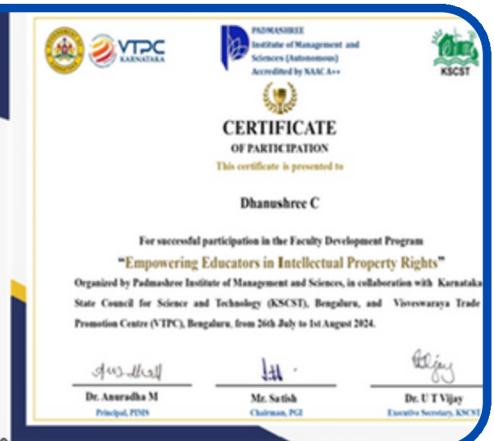 VTPC
KARNATAKA
PADMASHREE
Institute of Management and
Sciences (Autonomous)
Accredited by NAAC A++
KSCST
CERTIFICATE
OF PARTICIPATION
This certificate is presented to
Dhanushree C
For successful participation in the Faculty Development Program
“Empowering Educators in Intellectual Property Rights”
Organized by Padmashree Institute of Management and Sciences, in collaboration with Karnataka
State Council for Science and Technology (KSCST), Bengaluru, and Visveswaraya Trade
Promotion Centre (VTPC), Bengaluru, from 26th July to 1st August 2024.
Dr. Anuradha M
Principal, PIMS
Mr. Satish
Chairman, PGI
Dr. U T Vijay
Executive Secretary, KSCST